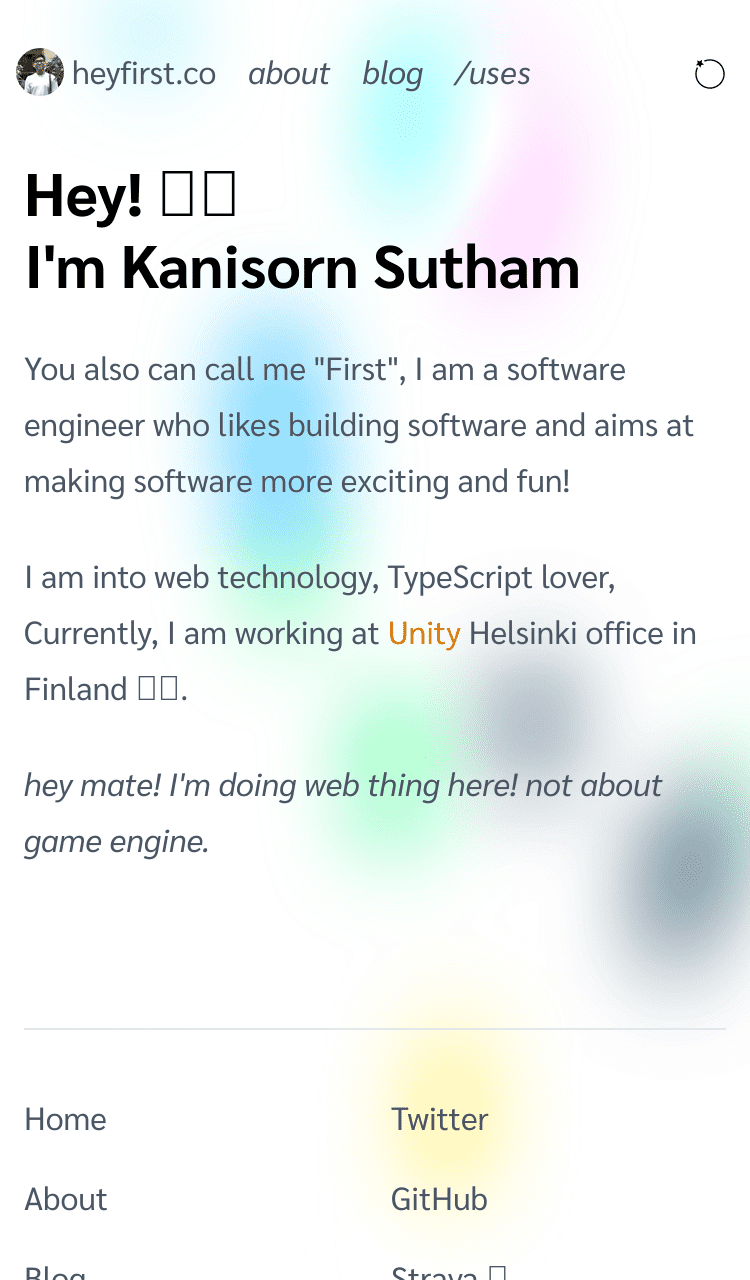 heyfirst.co about blog /uses
Hey!
I'm Kanisorn Sutham
You also can call me "First", I am a software
engineer who likes building software and aims at
making software more exciting and fun!
I am into web technology, TypeScript lover,
Currently, I am working at Unity Helsinki office in
Finland 🇫🇮.
hey mate! I'm doing web thing here! not about
game engine.
Home
Twitter
About
GitHub
Blog
Strava